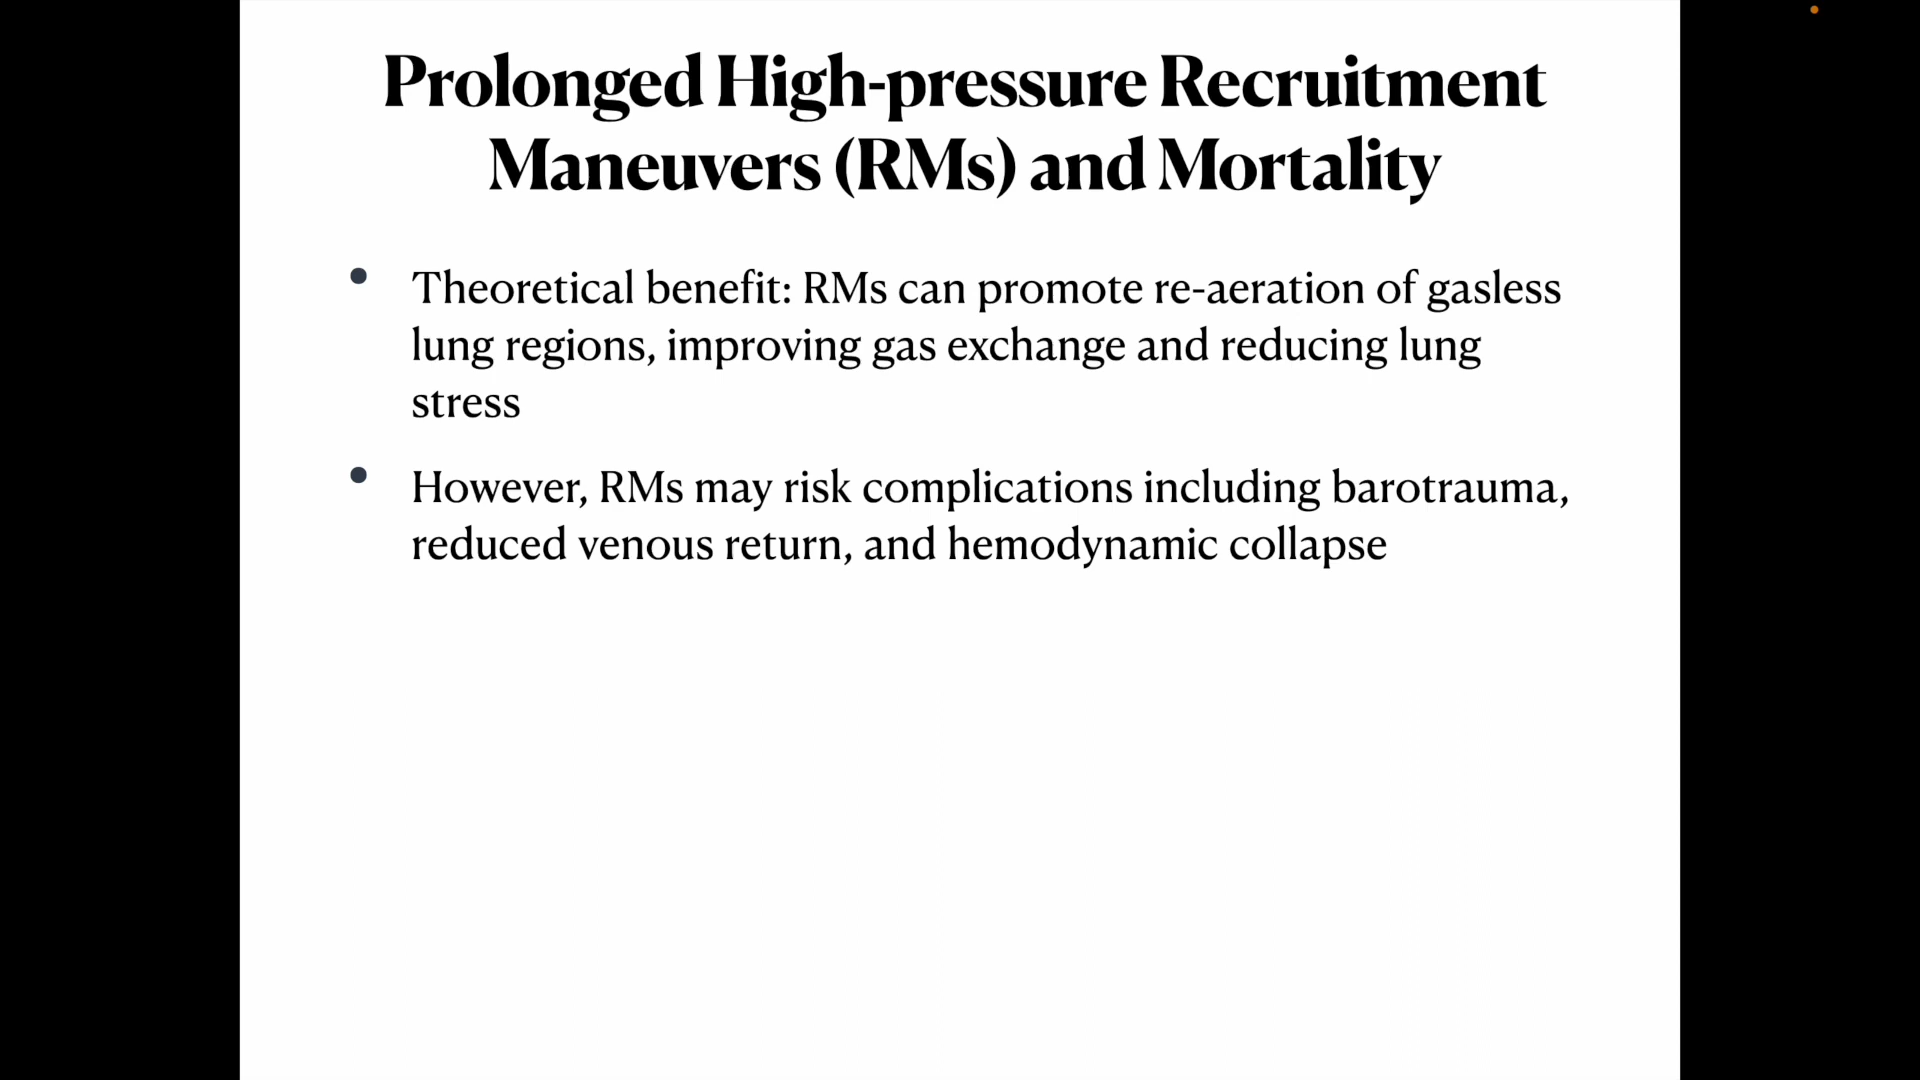 Prolonged High-pressure Recruitment
Maneuvers (RMs) and Mortality
• Theoretical benefit: RMs can promote re-aeration of gasless
lung regions, improving gas exchange and reducing lung
stress
• However, RMs may risk complications including barotrauma,
reduced venous return, and hemodynamic collapse